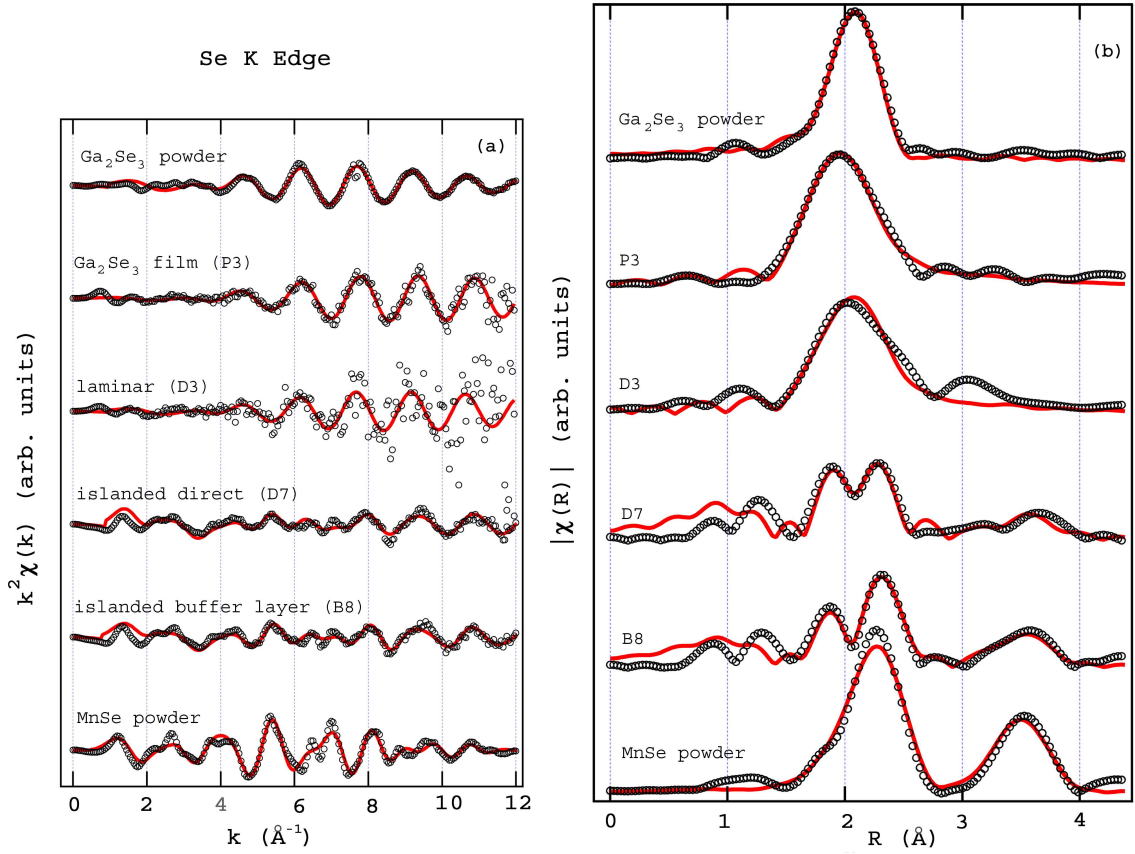 Se K Edge
(a)
Ga₂Se₃ powder
Ga₂Se₃ film (P3)
laminar (D3)
islanded direct (D7)
islanded buffer layer (B8)
MnSe powder
k²χ(k) (arb. units)
0 2 4 6 8 10 12
k (Å⁻¹)
(b)
Ga₂Se₃ powder
P3
D3
D7
B8
MnSe powder
|χ(R)| (arb. units)
0 1 2 3 4
R (Å)